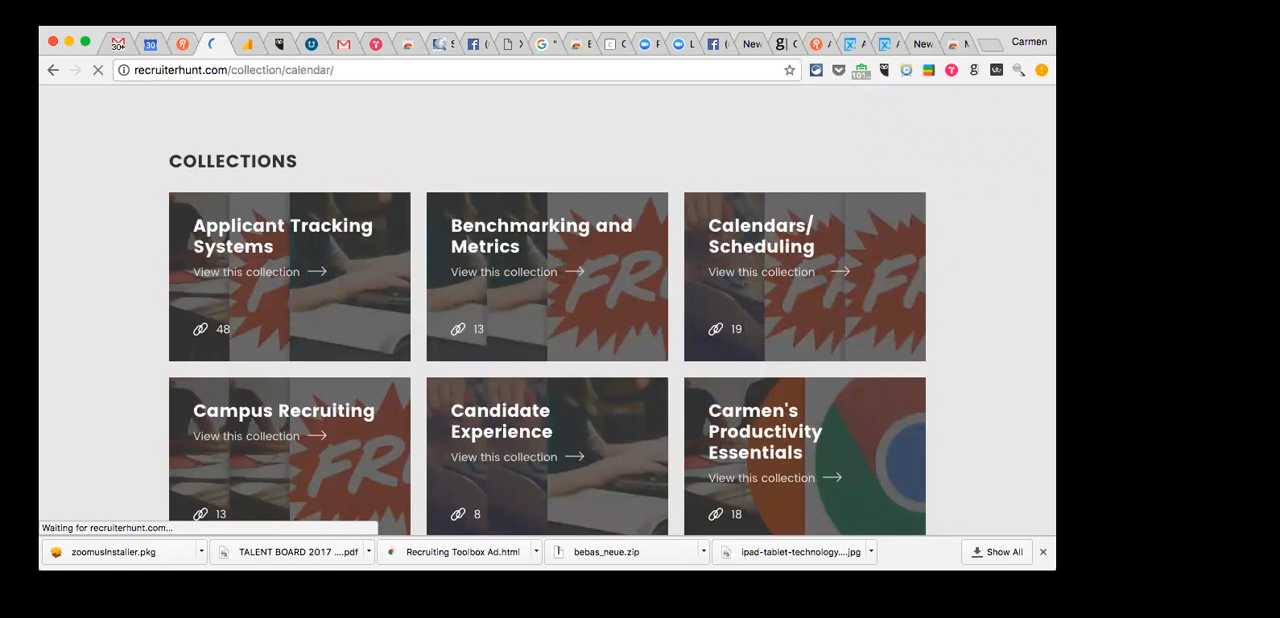 30+
30
Carmen
recruiterhunt.com/collection/calendar/
COLLECTIONS
Applicant Tracking
Systems
View this collection
48
Benchmarking and
Metrics
View this collection
13
Calendars/
Scheduling
View this collection
19
Campus Recruiting
View this collection
13
Candidate
Experience
View this collection
8
Carmen's
Productivity
Essentials
View this collection
18
Waiting for recruiterhunt.com...
zoomusInstaller.pkg
TALENT BOARD 2017 ....pdf
Recruiting Toolbox Ad.html
bebas_neue.zip
ipad-tablet-technology....jpg
Show All